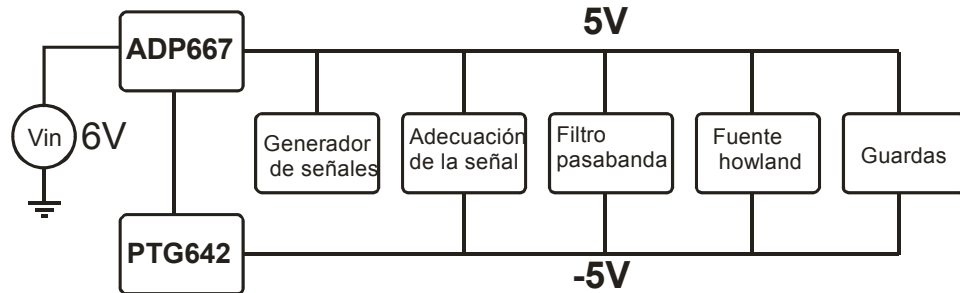 5V
ADP667
Vin 6V
Generador
de señales
Adecuación
de la señal
Filtro
pasabanda
Fuente
howland
Guardas
PTG642
-5V